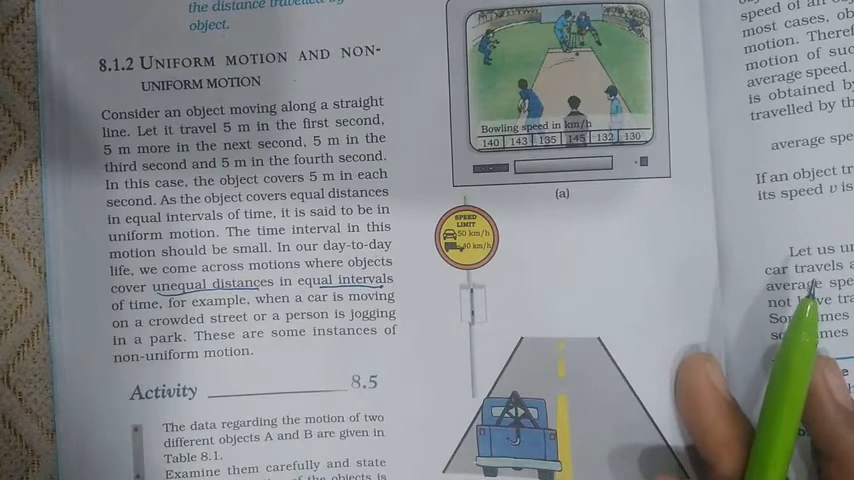 the distance travelled by
object.
8.1.2 UNIFORM MOTION AND NON-
UNIFORM MOTION
Consider an object moving along a straight
line. Let it travel 5 m in the first second,
5 m more in the next second, 5 m in the
third second and 5 m in the fourth second.
In this case, the object covers 5 m in each
second. As the object covers equal distances
in equal intervals of time, it is said to be in
uniform motion. The time interval in this
motion should be small. In our day-to-day
life, we come across motions where objects
cover unequal distances in equal intervals
of time, for example, when a car is moving
on a crowded street or a person is jogging
in a park. These are some instances of
non-uniform motion.
Activity 8.5
The data regarding the motion of two
different objects A and B are given in
Table 8.1.
Examine them carefully and state
of the objects is
Bowling speed in km/h
140 143 135 145 132 130
(a)
SPEED
LIMIT
50 km/h
40 km/h
speed of an
most cases, ob
motion. Theref
motion of suc
average speed.
is obtained by
travelled by th
average spe
If an object tr
its speed v is
Let us u
car travels a
average spe
not have tra